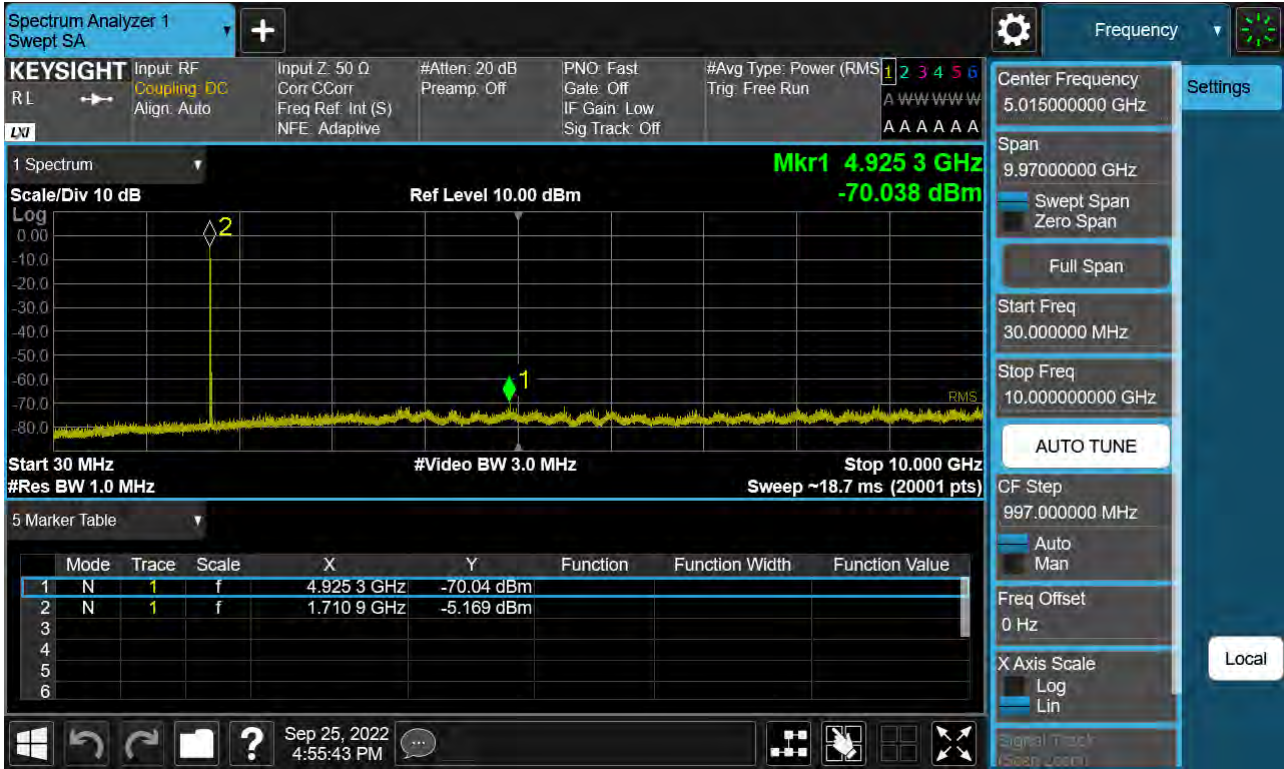 Spectrum Analyzer 1
Swept SA
Frequency
KEYSIGHT
RL
LXI
Input: RF
Coupling: DC
Align: Auto
Input Z: 50 Ω
Corr CCorr
Freq Ref: Int (S)
NFE: Adaptive
#Atten: 20 dB
Preamp: Off
PNO: Fast
Gate: Off
IF Gain: Low
Sig Track: Off
#Avg Type: Power (RMS
Trig: Free Run
1 2 3 4 5 6
A W W W W W
A A A A A A
1 Spectrum
Mkr1 4.925 3 GHz
-70.038 dBm
Scale/Div 10 dB
Ref Level 10.00 dBm
Log
0.00
-10.0
-20.0
-30.0
-40.0
-50.0
-60.0
-70.0
-80.0
2
1
RMS
Start 30 MHz
#Video BW 3.0 MHz
Stop 10.000 GHz
#Res BW 1.0 MHz
Sweep ~18.7 ms (20001 pts)
5 Marker Table
Mode Trace Scale X Y Function Function Width Function Value
1 N 1 f 4.925 3 GHz -70.04 dBm
2 N 1 f 1.710 9 GHz -5.169 dBm
3
4
5
6
Sep 25, 2022
4:55:43 PM
Center Frequency
5.015000000 GHz
Span
9.97000000 GHz
Swept Span
Zero Span
Full Span
Start Freq
30.000000 MHz
Stop Freq
10.000000000 GHz
AUTO TUNE
CF Step
997.000000 MHz
Auto
Man
Freq Offset
0 Hz
X Axis Scale
Log
Lin
Signal Track
(Span Zoom)
Settings
Local